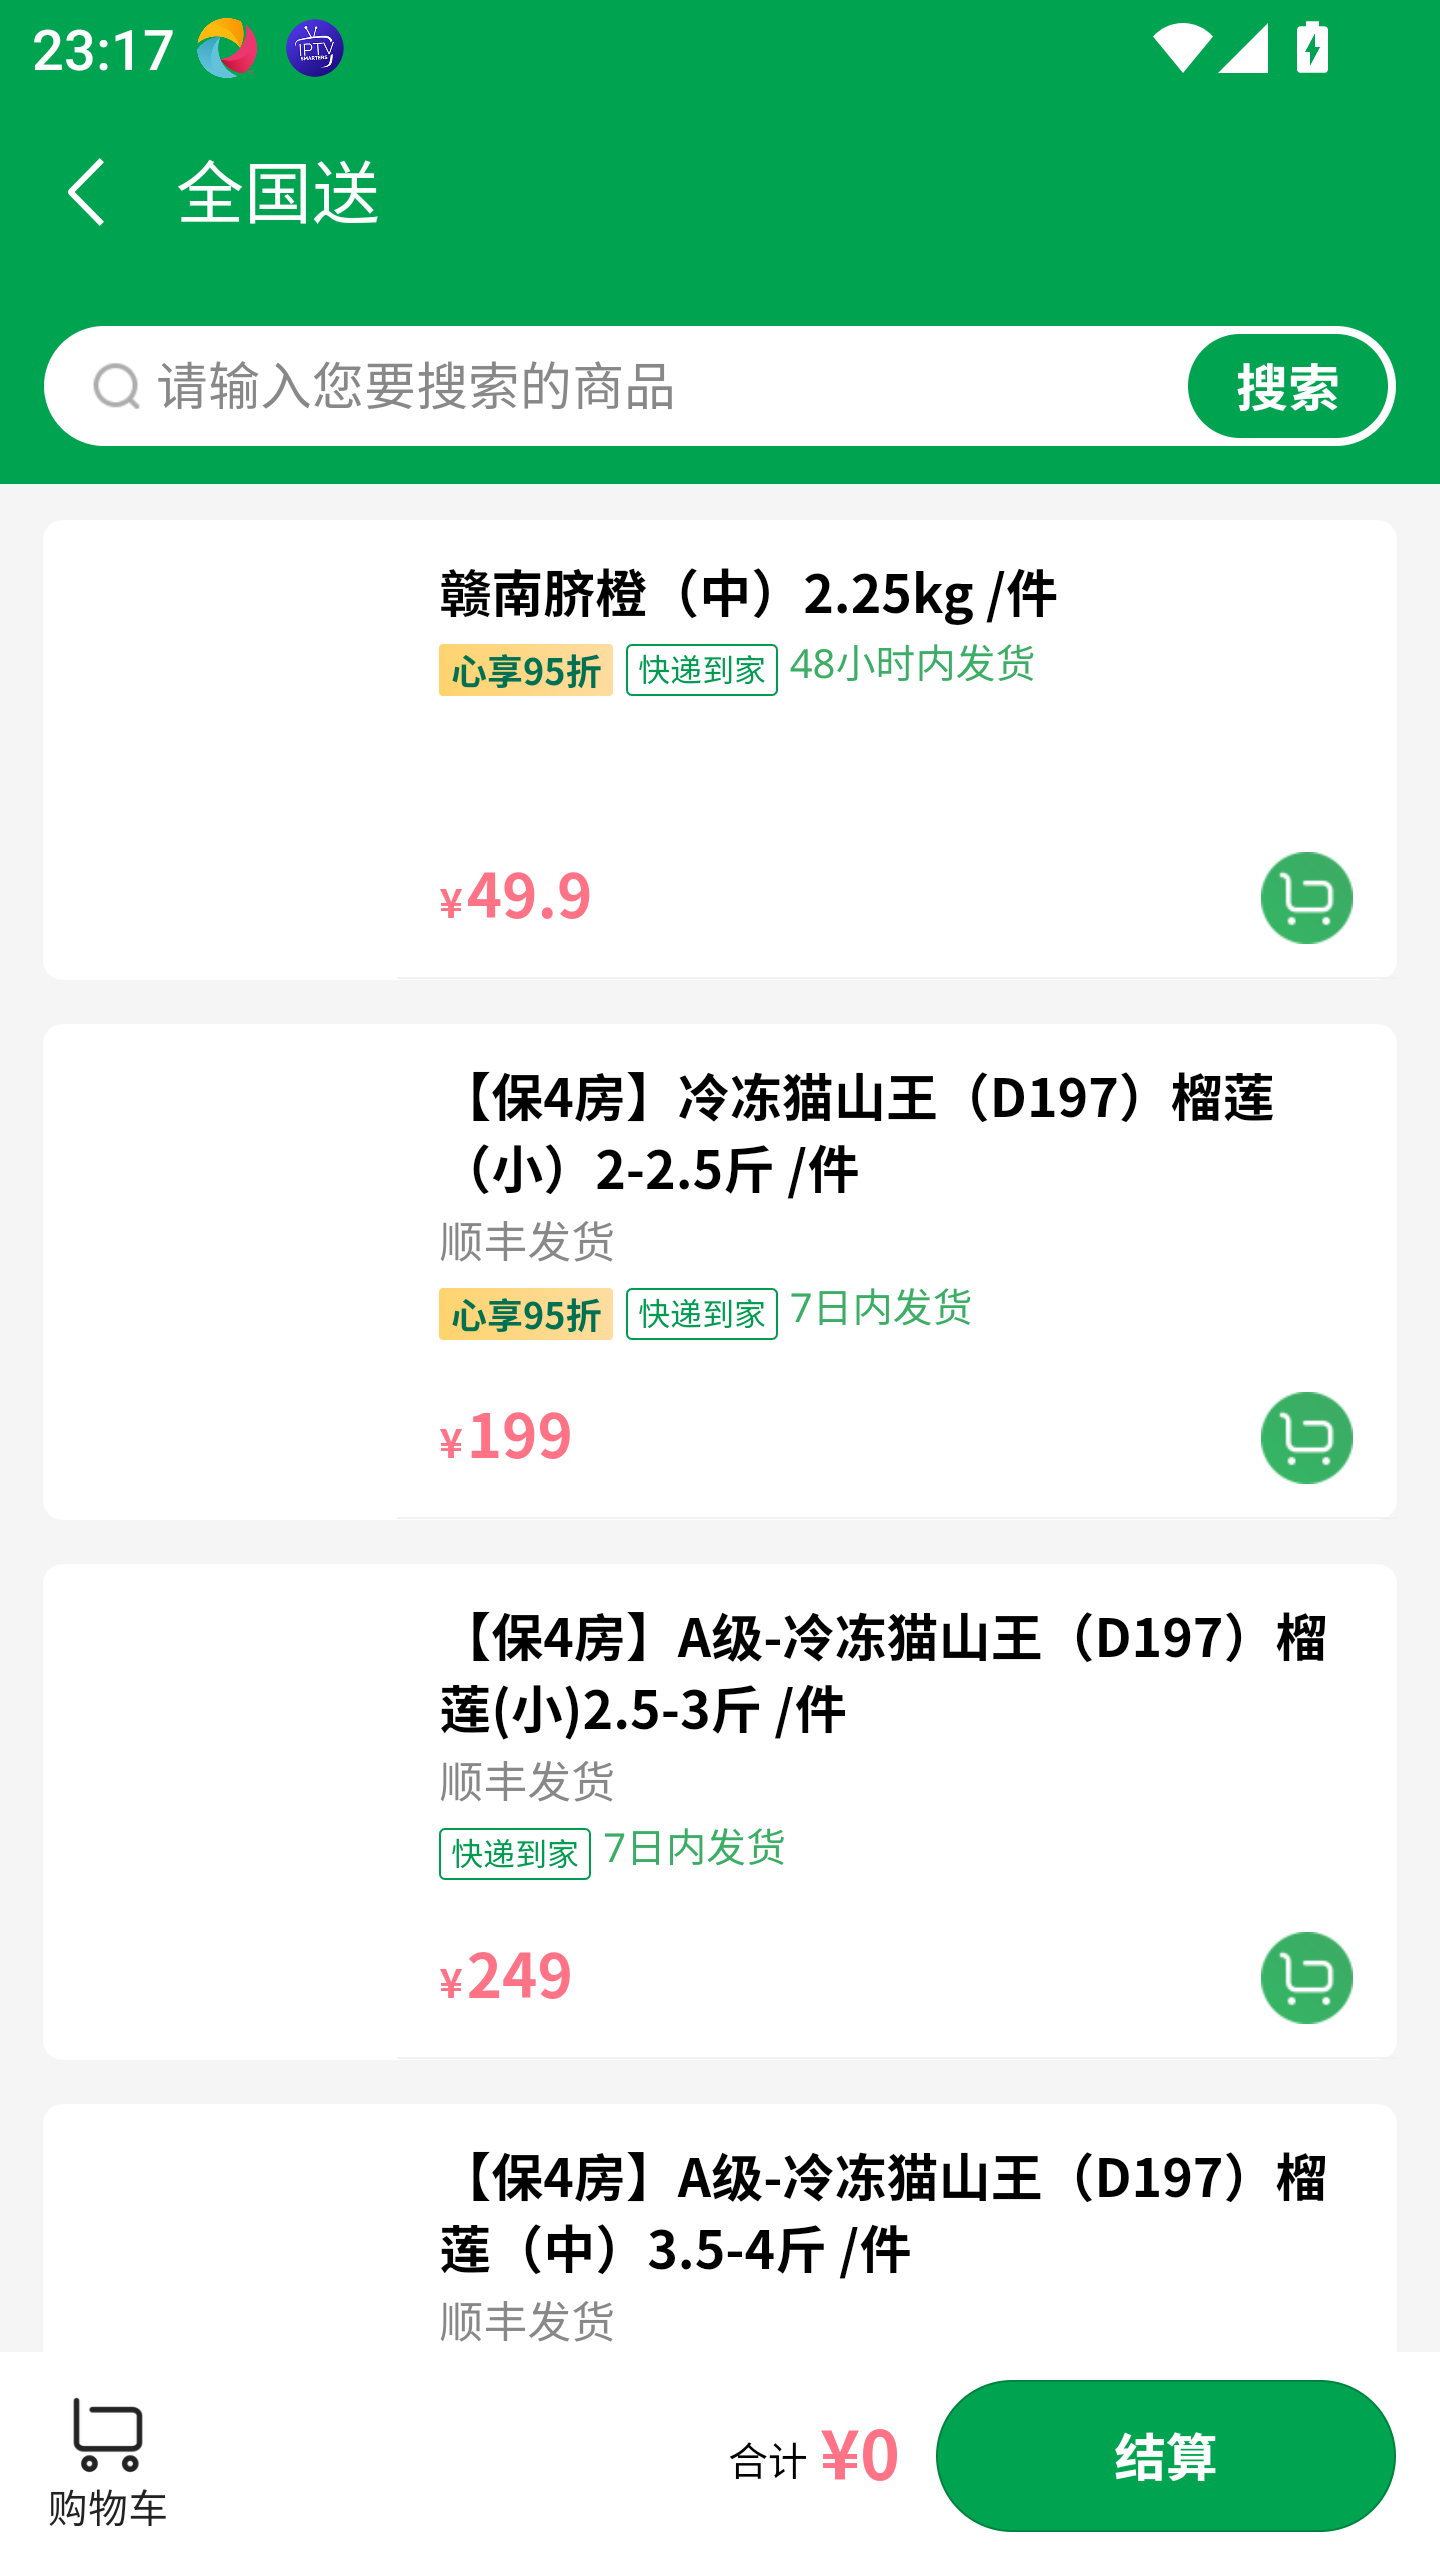 23:17
IPTV
SMARTERS
全国送
请输入您要搜索的商品
搜索
赣南脐橙（中）2.25kg /件
心享95折 快递到家 48小时内发货
¥49.9
【保4房】冷冻猫山王（D197）榴莲
（小）2-2.5斤 /件
顺丰发货
心享95折 快递到家 7日内发货
¥199
【保4房】A级-冷冻猫山王（D197）榴
莲(小)2.5-3斤 /件
顺丰发货
快递到家 7日内发货
¥249
【保4房】A级-冷冻猫山王（D197）榴
莲（中）3.5-4斤 /件
顺丰发货
合计 ¥0
结算
购物车